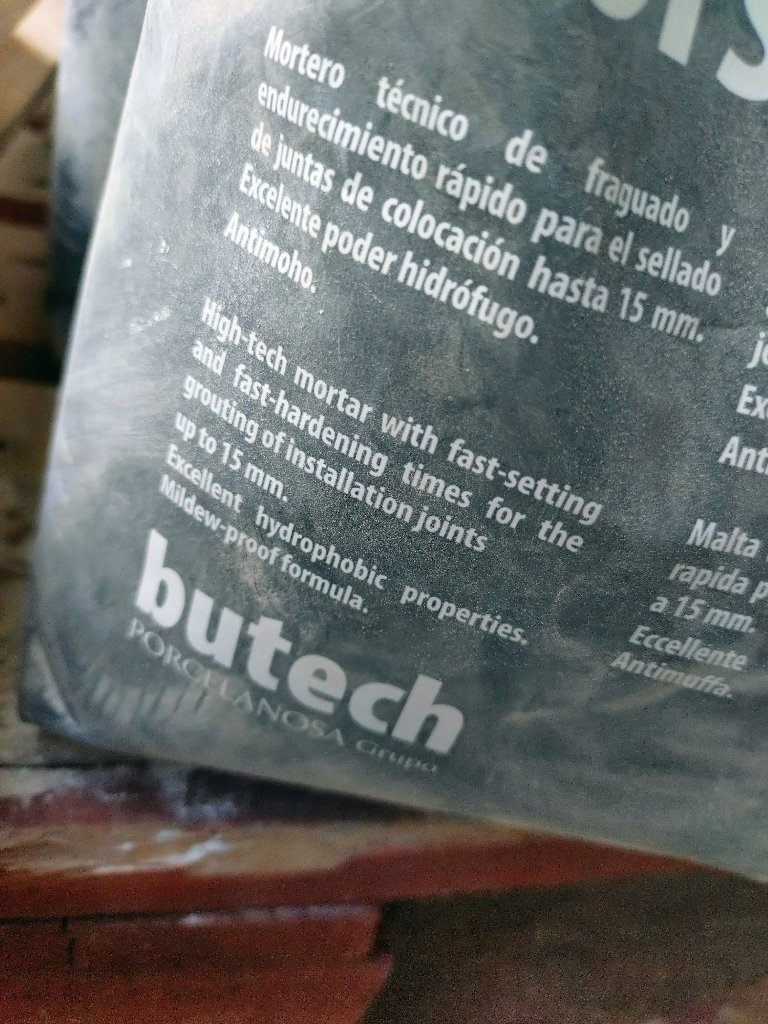 Mortero técnico de fraguado y
endurecimiento rápido para el sellado
de juntas de colocación hasta 15 mm.
Excelente poder hidrófugo.
Antimoho.
High-tech mortar with fast-setting
and fast-hardening times for the
grouting of installation joints
up to 15 mm.
Excellent hydrophobic properties.
Mildew-proof formula.
Malta
rapida
a 15 mm.
Eccellente
Antimuffa.
butech
PORCELANOSA Grupo